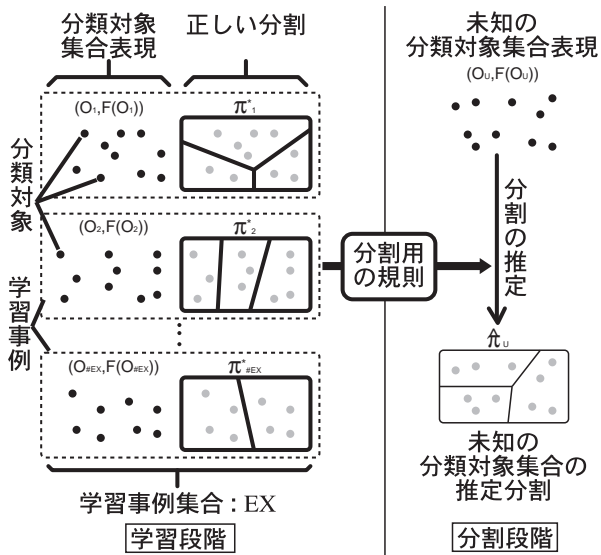 分類対象
集合表現
正しい分割
(O₁,F(O₁))
π*₁
分類対象
(O₂,F(O₂))
π*₂
学習事例
(O#EX,F(O#EX))
π*#EX
学習事例集合：EX
学習段階
分割用
の規則
未知の
分類対象集合表現
(Oᵤ,F(Oᵤ))
分割の推定
π̂ᵤ
未知の
分類対象集合の
推定分割
分割段階